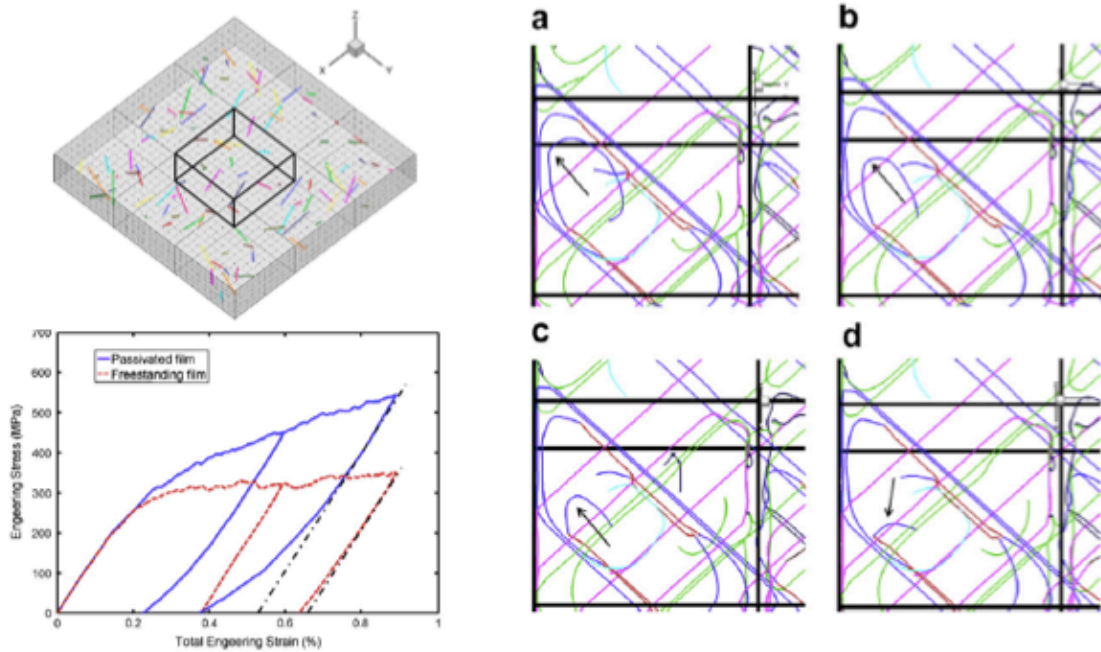 Z
X
Y
700
600
500
400
300
200
100
0
Engeering Stress (MPa)
Passivated film
Freestanding film
0
0.2
0.4
0.6
0.8
1
Total Engeering Strain (%)
a
b
c
d